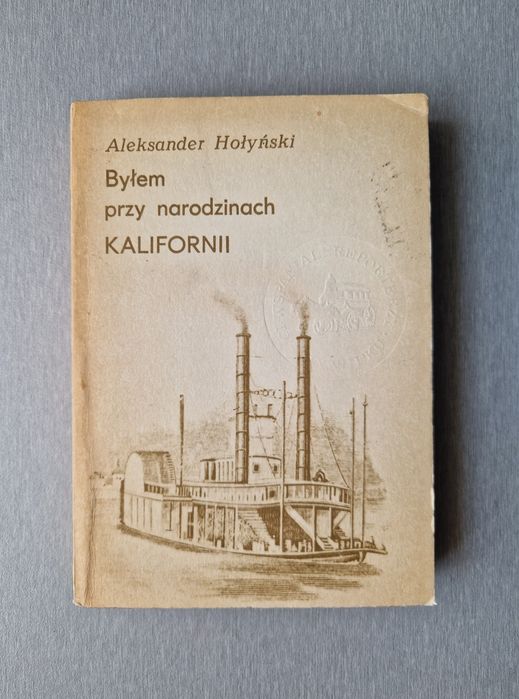 Aleksander Hołyński
Byłem
przy narodzinach
KALIFORNII